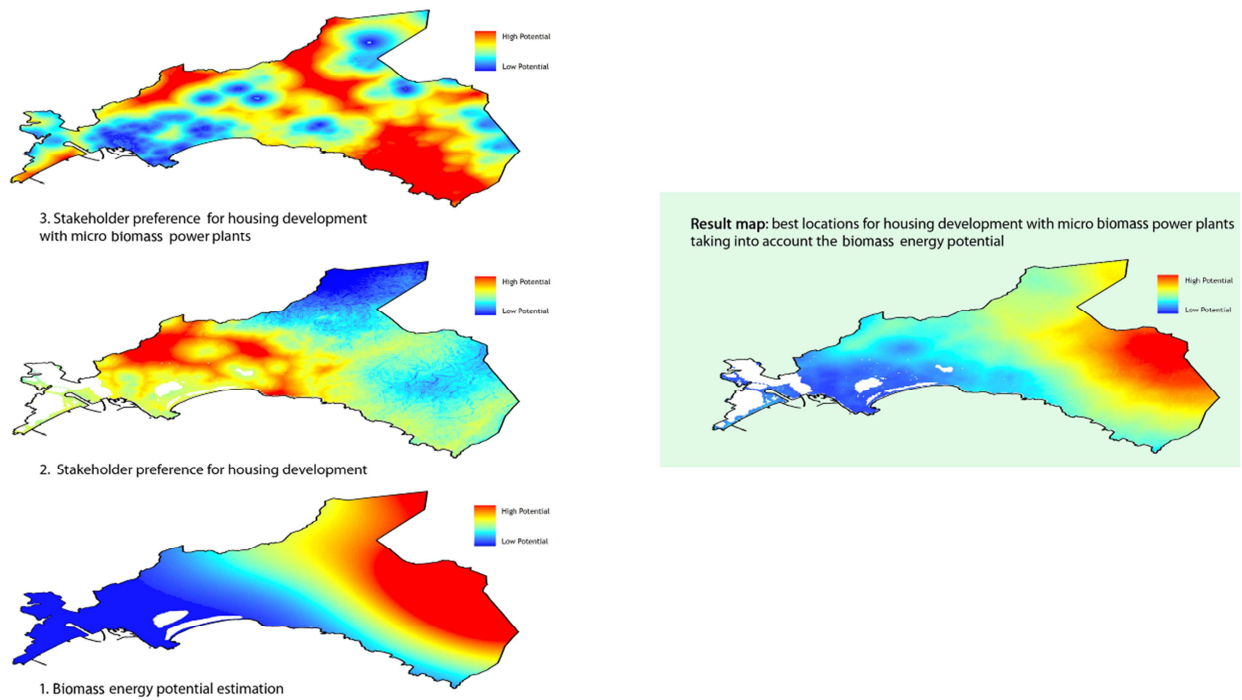 High Potential
Low Potential
3. Stakeholder preference for housing development
with micro biomass power plants
High Potential
Low Potential
2. Stakeholder preference for housing development
High Potential
Low Potential
1. Biomass energy potential estimation
Result map: best locations for housing development with micro biomass power plants
taking into account the biomass energy potential
High Potential
Low Potential